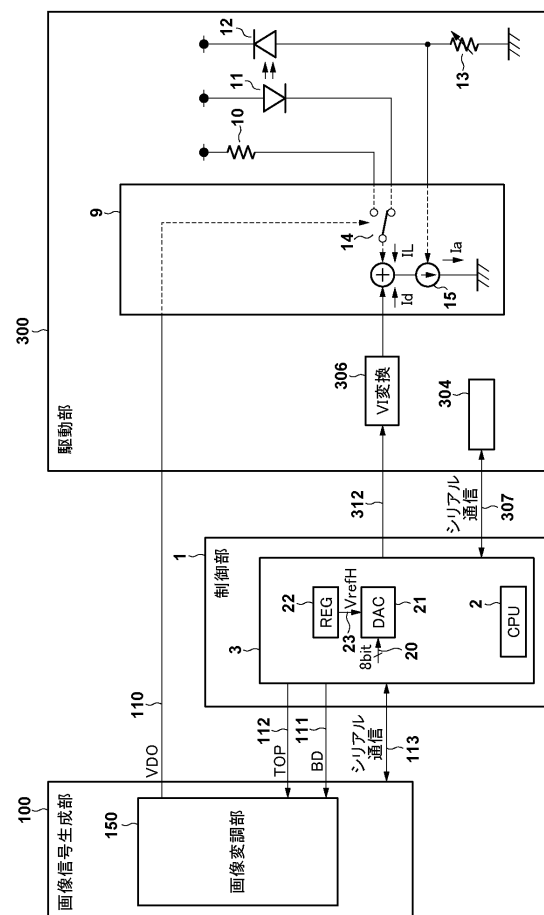 100
画像信号生成部
150
画像変調部
VDO
110
TOP
112
BD
111
シリアル
通信
113
1
制御部
3
22
REG
VrefH
23
DAC
21
8bit
20
2
CPU
312
シリアル
通信
307
300
駆動部
306
VI変換
304
9
14
Id
IL
Ia
15
10
11
12
13